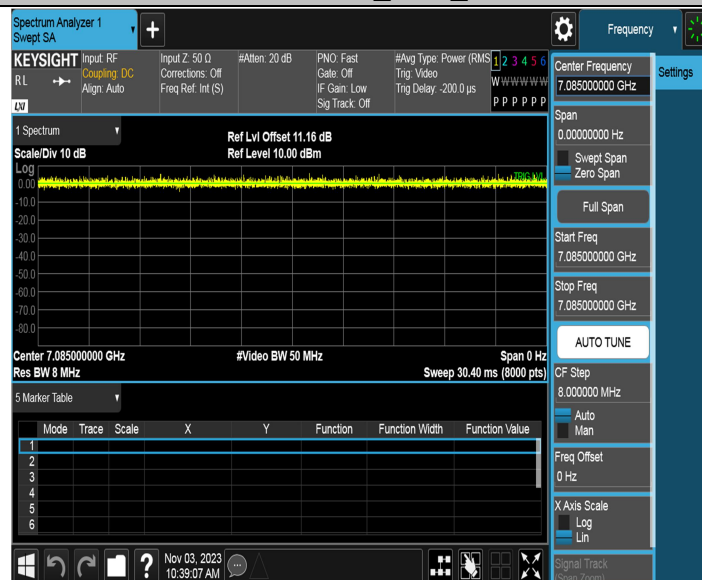 Spectrum Analyzer 1
Swept SA
+
Frequency
KEYSIGHT
RL
LXI
Input: RF
Coupling: DC
Align: Auto
Input Z: 50 Ω
Corrections: Off
Freq Ref: Int (S)
#Atten: 20 dB
PNO: Fast
Gate: Off
IF Gain: Low
Sig Track: Off
#Avg Type: Power (RMS
Trig: Video
Trig Delay: -200.0 µs
1 2 3 4 5 6
W W W W W W
P P P P P P
1 Spectrum
Scale/Div 10 dB
Ref Lvl Offset 11.16 dB
Ref Level 10.00 dBm
Log
TRIG LVL
0.00
-10.0
-20.0
-30.0
-40.0
-50.0
-60.0
-70.0
-80.0
Center 7.085000000 GHz
#Video BW 50 MHz
Span 0 Hz
Res BW 8 MHz
Sweep 30.40 ms (8000 pts)
5 Marker Table
Mode Trace Scale X Y Function Function Width Function Value
1
2
3
4
5
6
?
Nov 03, 2023
10:39:07 AM
Center Frequency
7.085000000 GHz
Settings
Span
0.00000000 Hz
Swept Span
Zero Span
Full Span
Start Freq
7.085000000 GHz
Stop Freq
7.085000000 GHz
AUTO TUNE
CF Step
8.000000 MHz
Auto
Man
Freq Offset
0 Hz
X Axis Scale
Log
Lin
Signal Track
(Span Zoom)